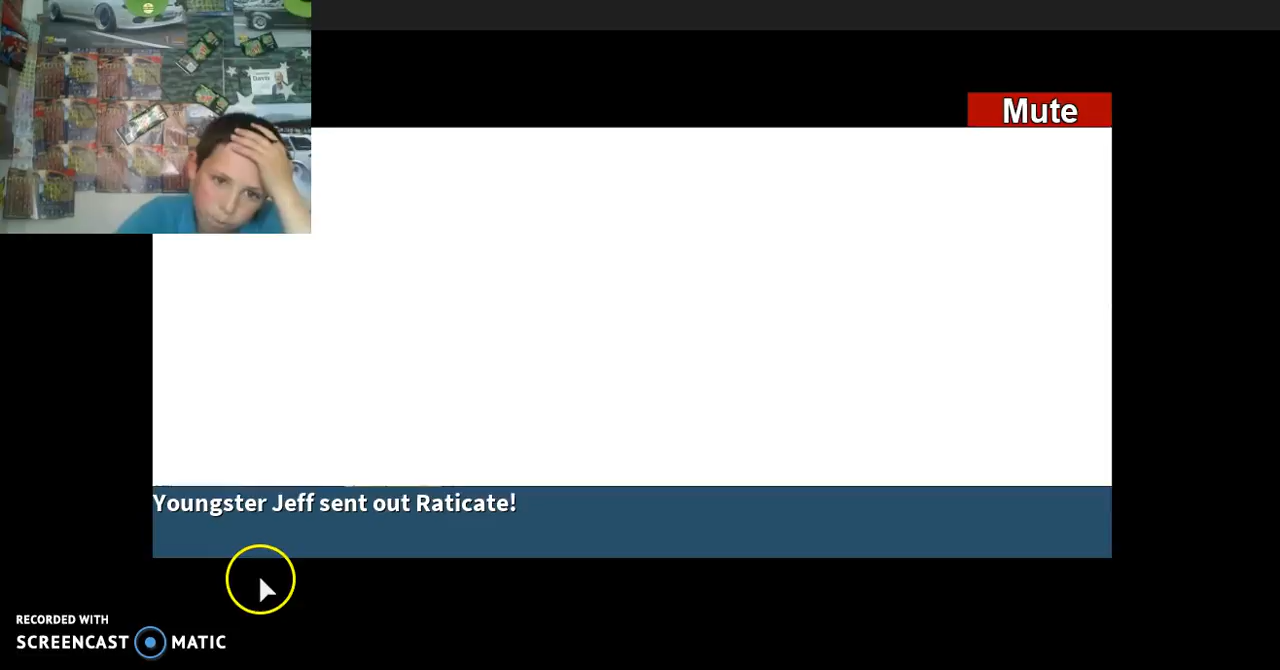 Mute
Youngster Jeff sent out Raticate!
RECORDED WITH
SCREENCAST MATIC